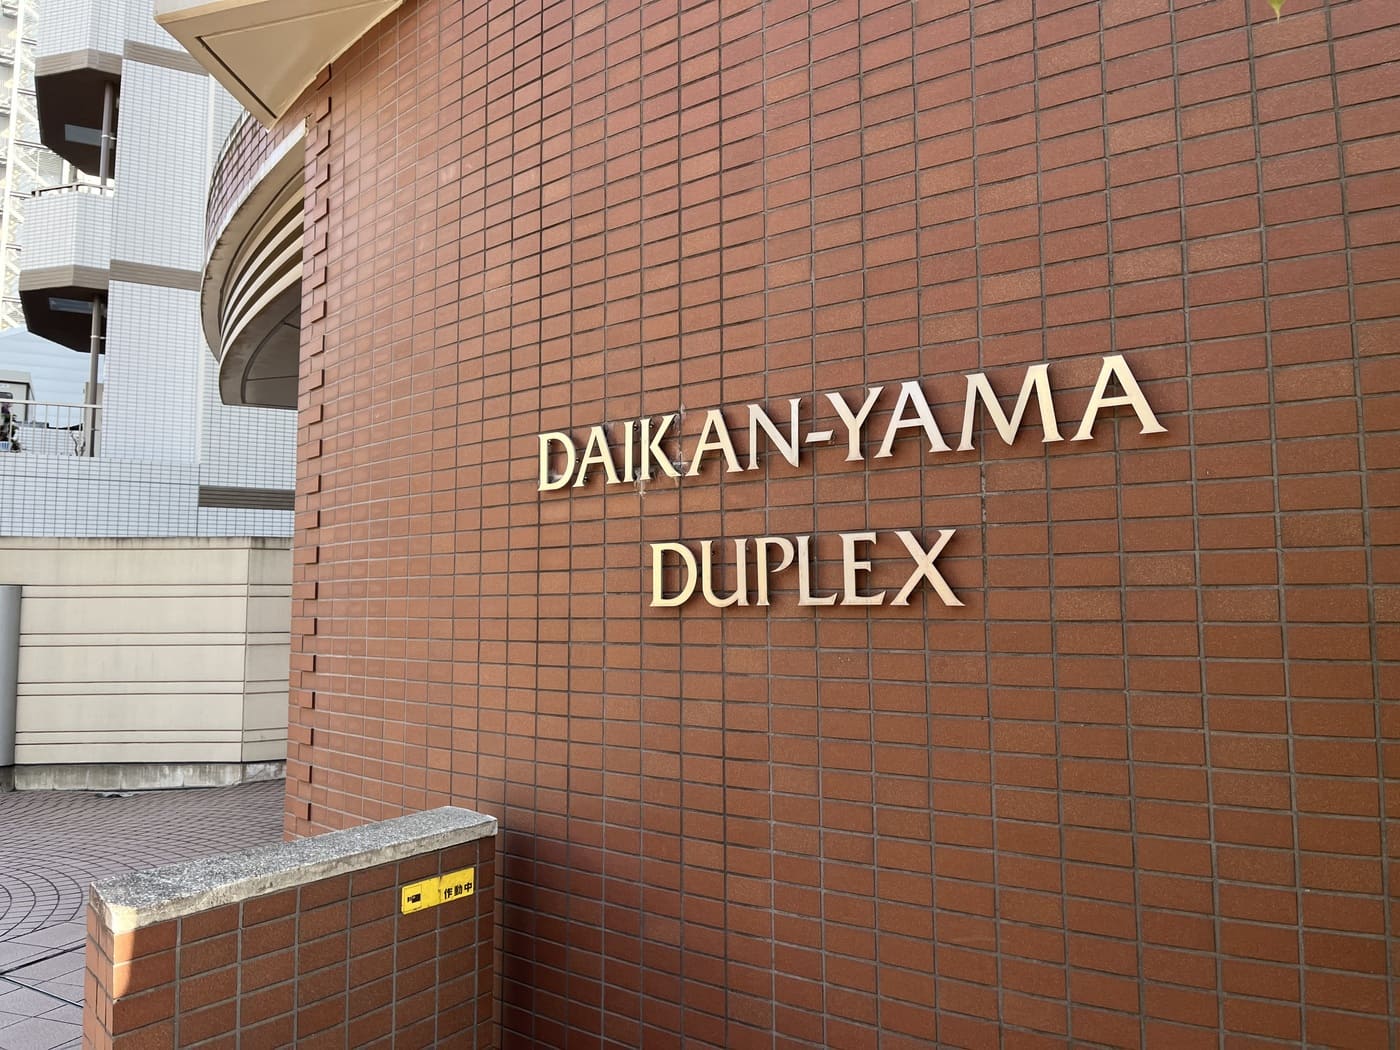 DAIKAN-YAMA
DUPLEX
作動中